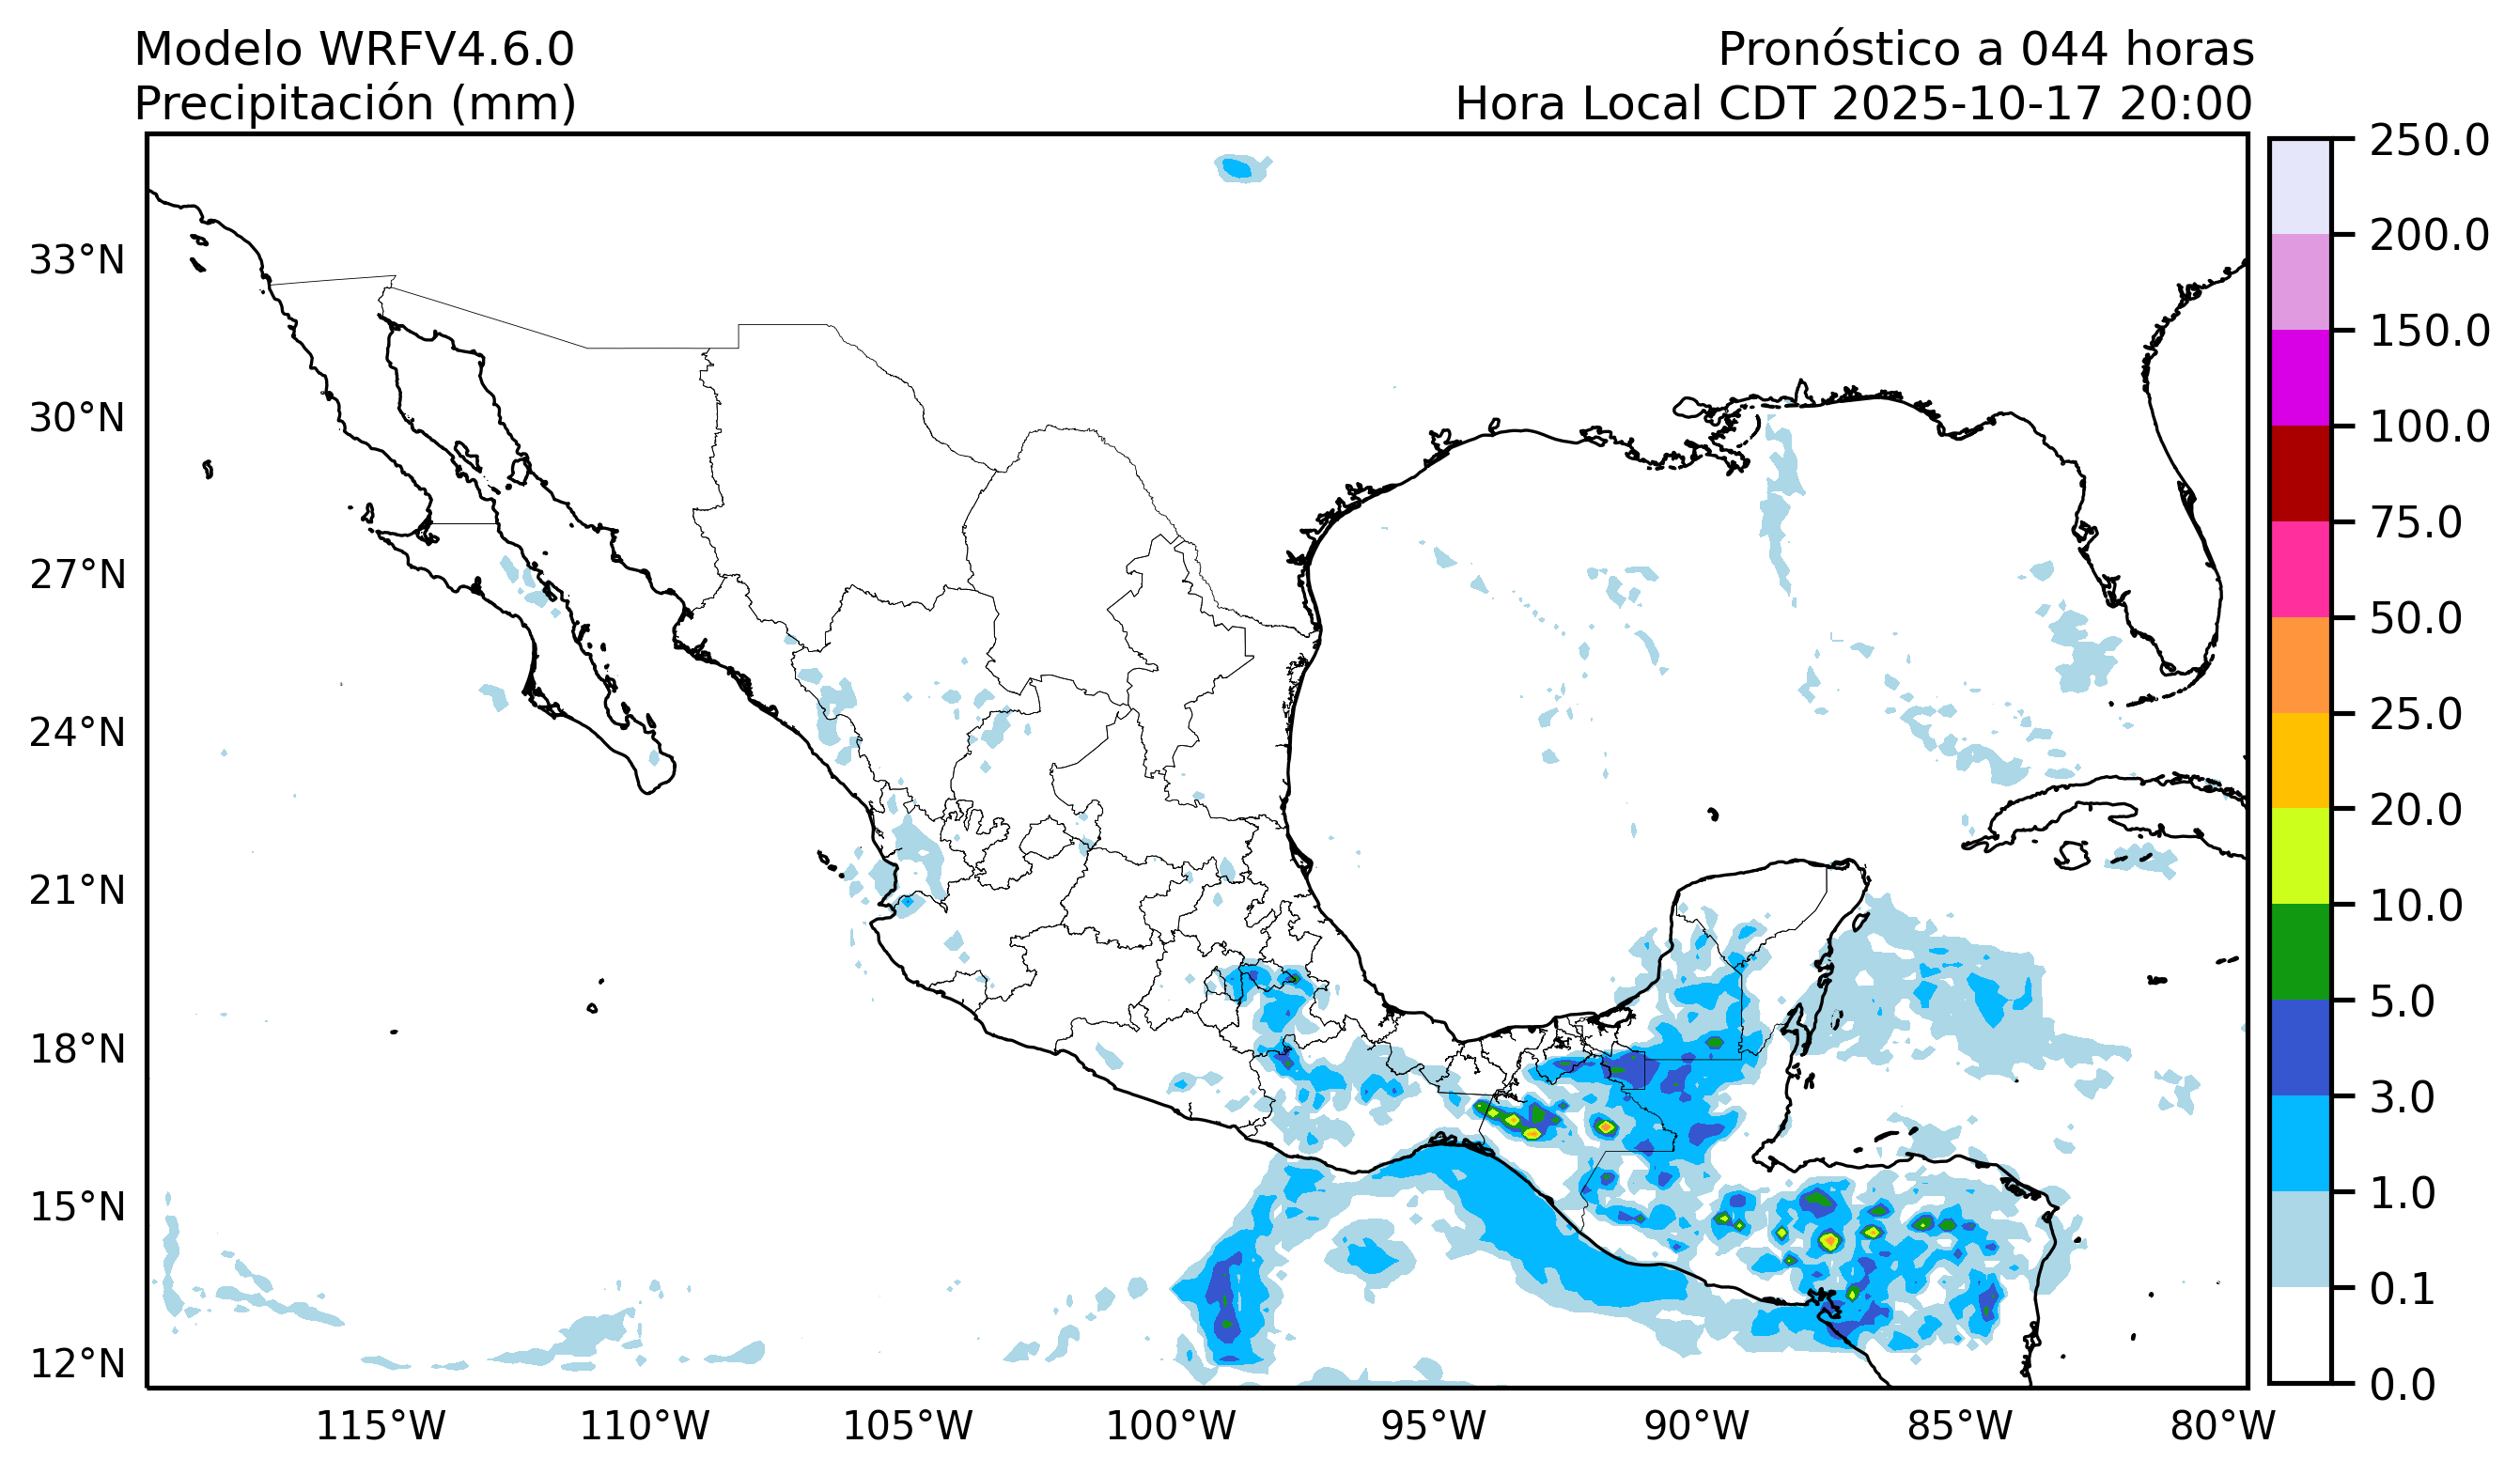 Modelo WRFV4.6.0
Precipitación (mm)
Pronóstico a 044 horas
Hora Local CDT 2025-10-17 20:00
33°N
30°N
27°N
24°N
21°N
18°N
15°N
12°N
115°W
110°W
105°W
100°W
95°W
90°W
85°W
80°W
250.0
200.0
150.0
100.0
75.0
50.0
25.0
20.0
10.0
5.0
3.0
1.0
0.1
0.0